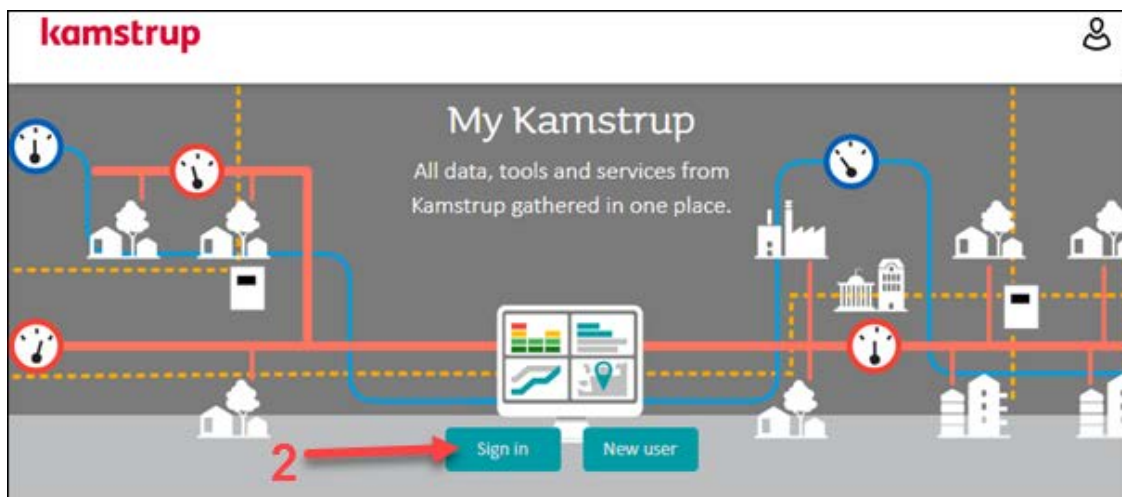 kamstrup
My Kamstrup
All data, tools and services from
Kamstrup gathered in one place.
2
Sign in
New user